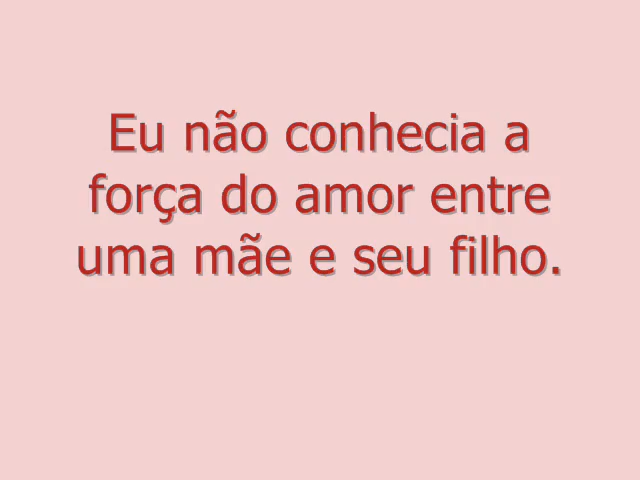 Eu não conhecia a
força do amor entre
uma mãe e seu filho.